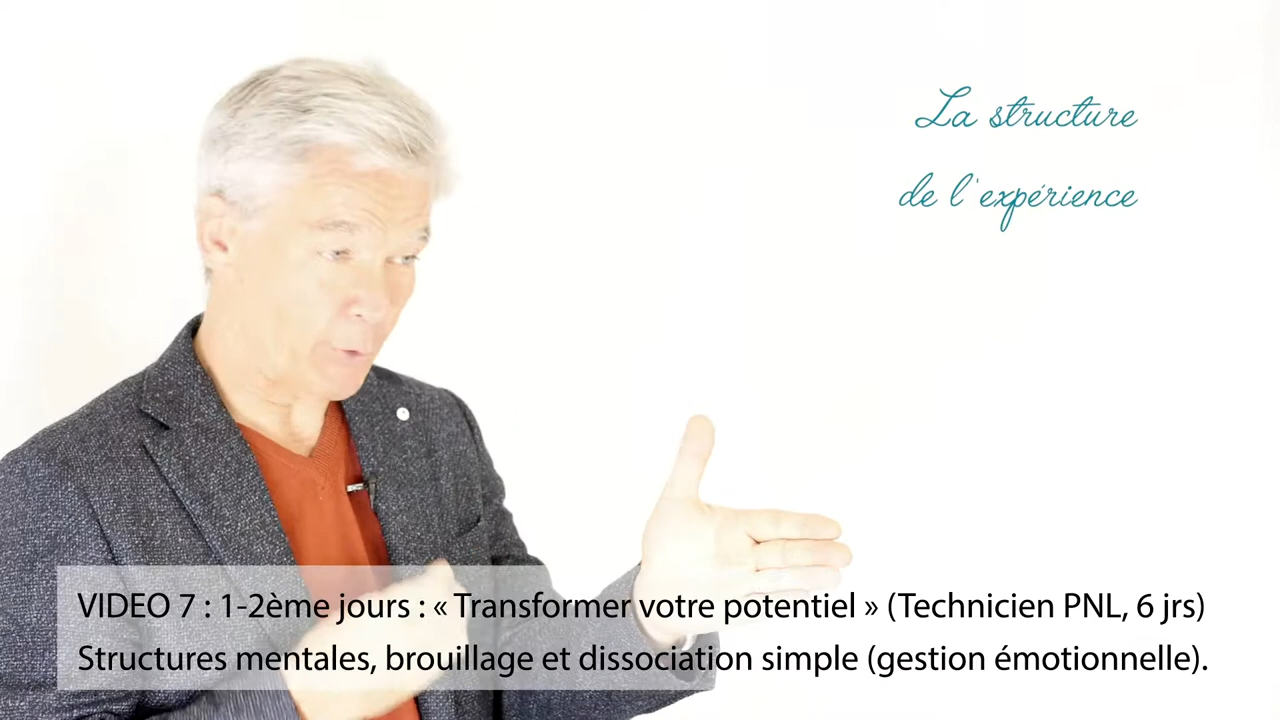 La structure
de l'expérience
VIDEO 7 : 1-2ème jours : « Transformer votre potentiel » (Technicien PNL, 6 jrs)
Structures mentales, brouillage et dissociation simple (gestion émotionnelle).